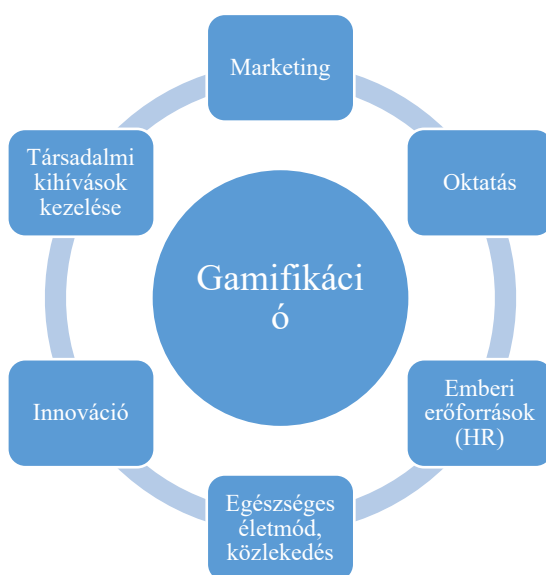 Marketing
Oktatás
Emberi
erőforrások
(HR)
Egészséges
életmód,
közlekedés
Innováció
Társadalmi
kihívások
kezelése
Gamifikáci
ó